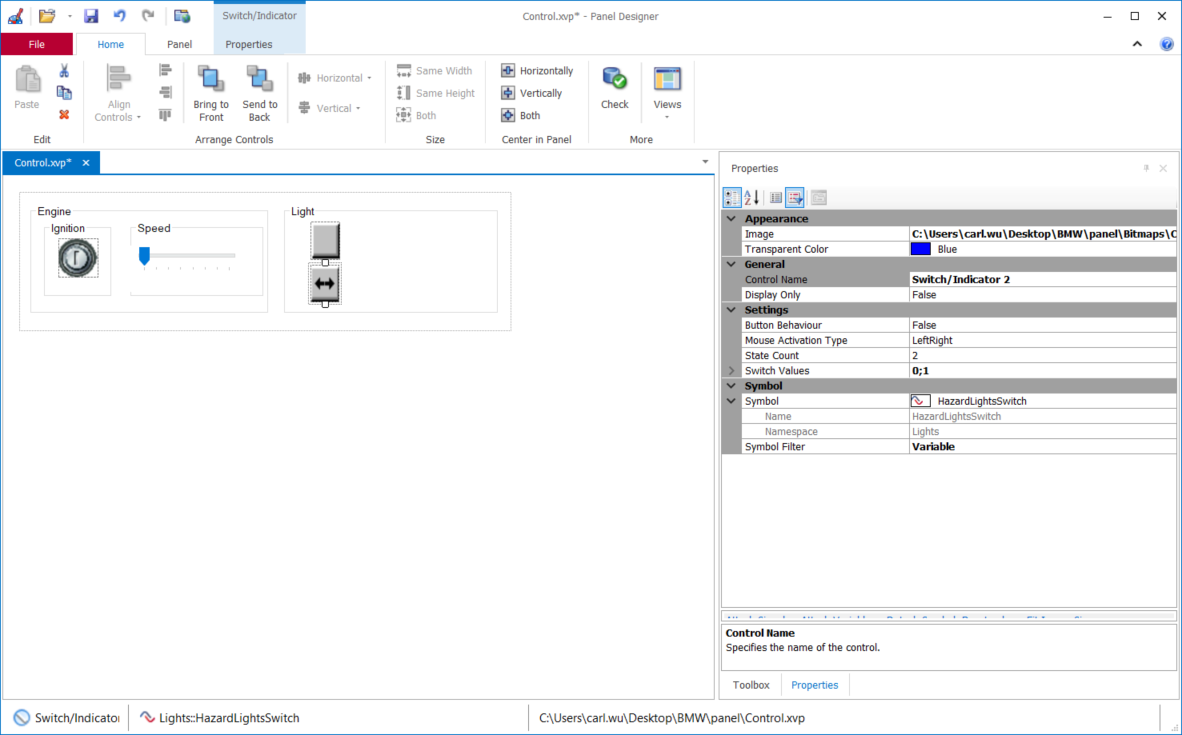 Switch/Indicator
Control.xvp* - Panel Designer
File
Home
Panel
Properties
Paste
Align
Controls
Bring to
Front
Send to
Back
Horizontal
Vertical
Same Width
Same Height
Both
Horizontally
Vertically
Both
Check
Views
Edit
Arrange Controls
Size
Center in Panel
More
Control.xvp*
Engine
Ignition
Speed
Light
Properties
Appearance
Image C:\Users\carl.wu\Desktop\BMW\panel\Bitmaps\C
Transparent Color Blue
General
Control Name Switch/Indicator 2
Display Only False
Settings
Button Behaviour False
Mouse Activation Type LeftRight
State Count 2
Switch Values 0;1
Symbol
Symbol HazardLightsSwitch
Name HazardLightsSwitch
Namespace Lights
Symbol Filter Variable
Control Name
Specifies the name of the control.
Toolbox
Properties
Switch/Indicator
Lights::HazardLightsSwitch
C:\Users\carl.wu\Desktop\BMW\panel\Control.xvp